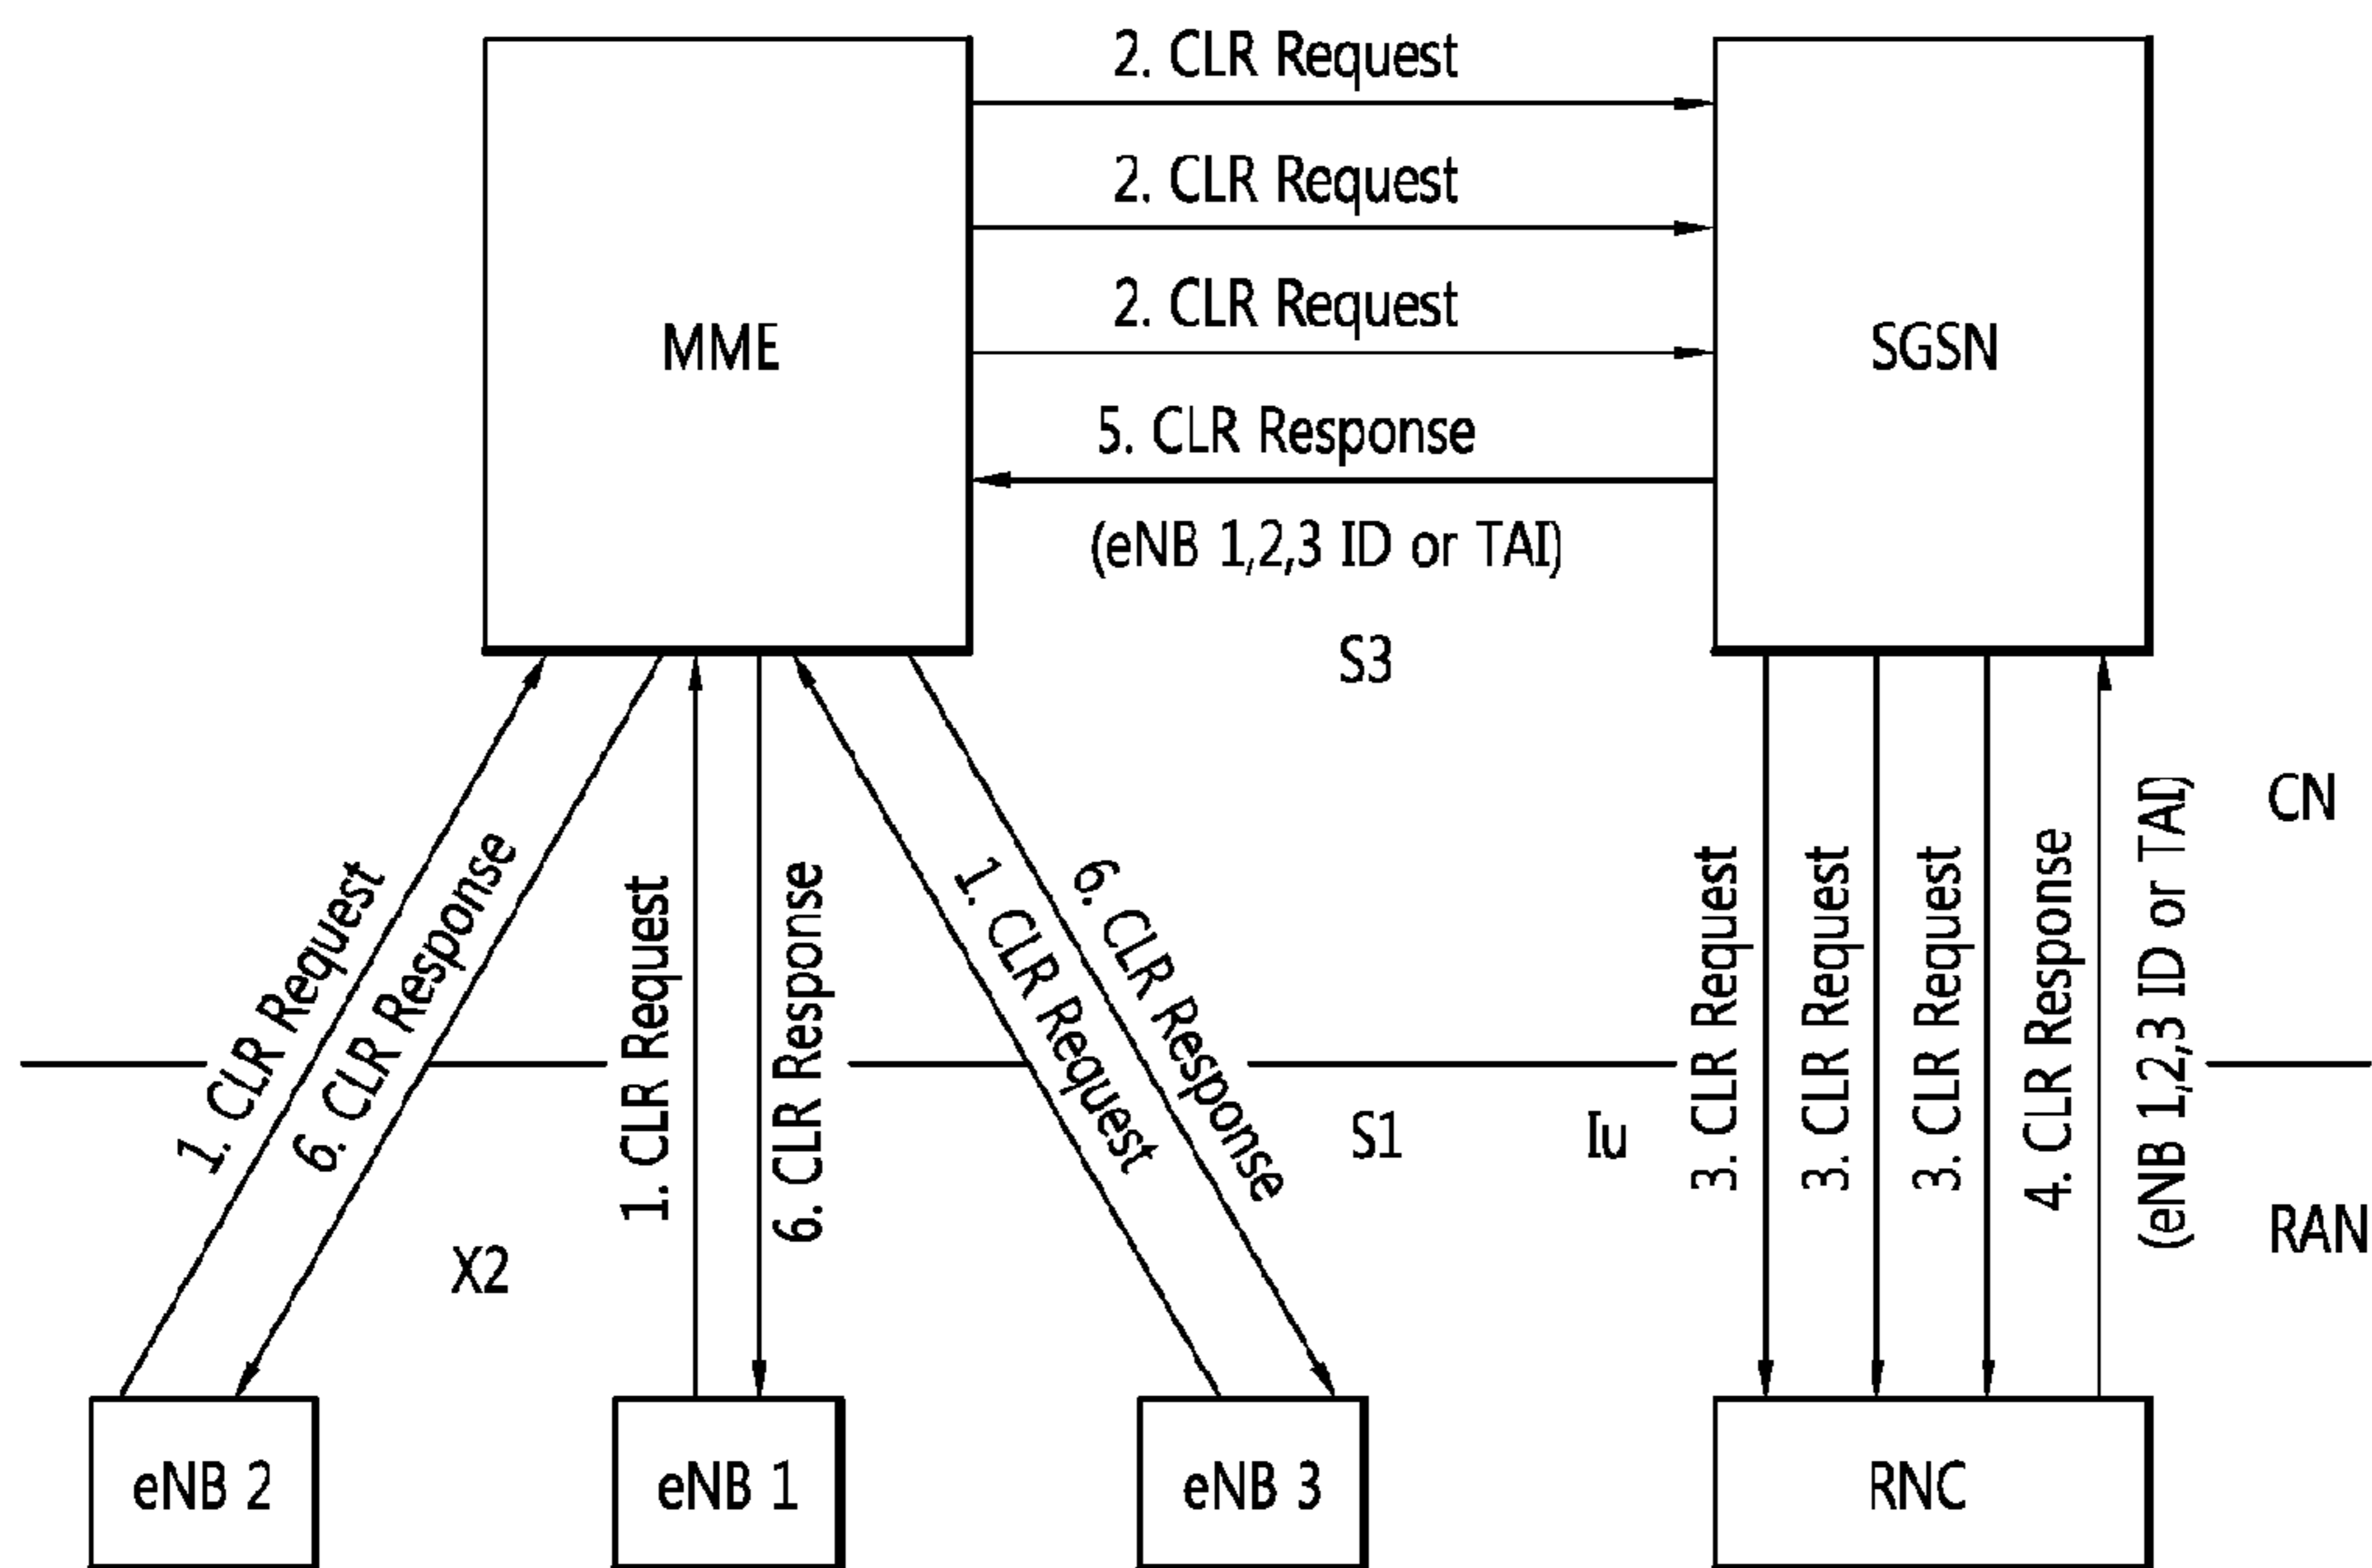 2. CLR Request
2. CLR Request
2. CLR Request
MME
SGSN
5. CLR Response
(eNB 1,2,3 ID or TAI)
S3
CN
1. CLR Request
6. CLR Response
1. CLR Request
6. CLR Response
1. CLR Request
6. CLR Response
3. CLR Request
3. CLR Request
3. CLR Request
4. CLR Response
(eNB 1,2,3 ID or TAI)
S1
Iu
RAN
X2
eNB 2
eNB 1
eNB 3
RNC